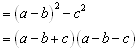 = (a − b)² − c²
= (a − b + c)(a − b − c)